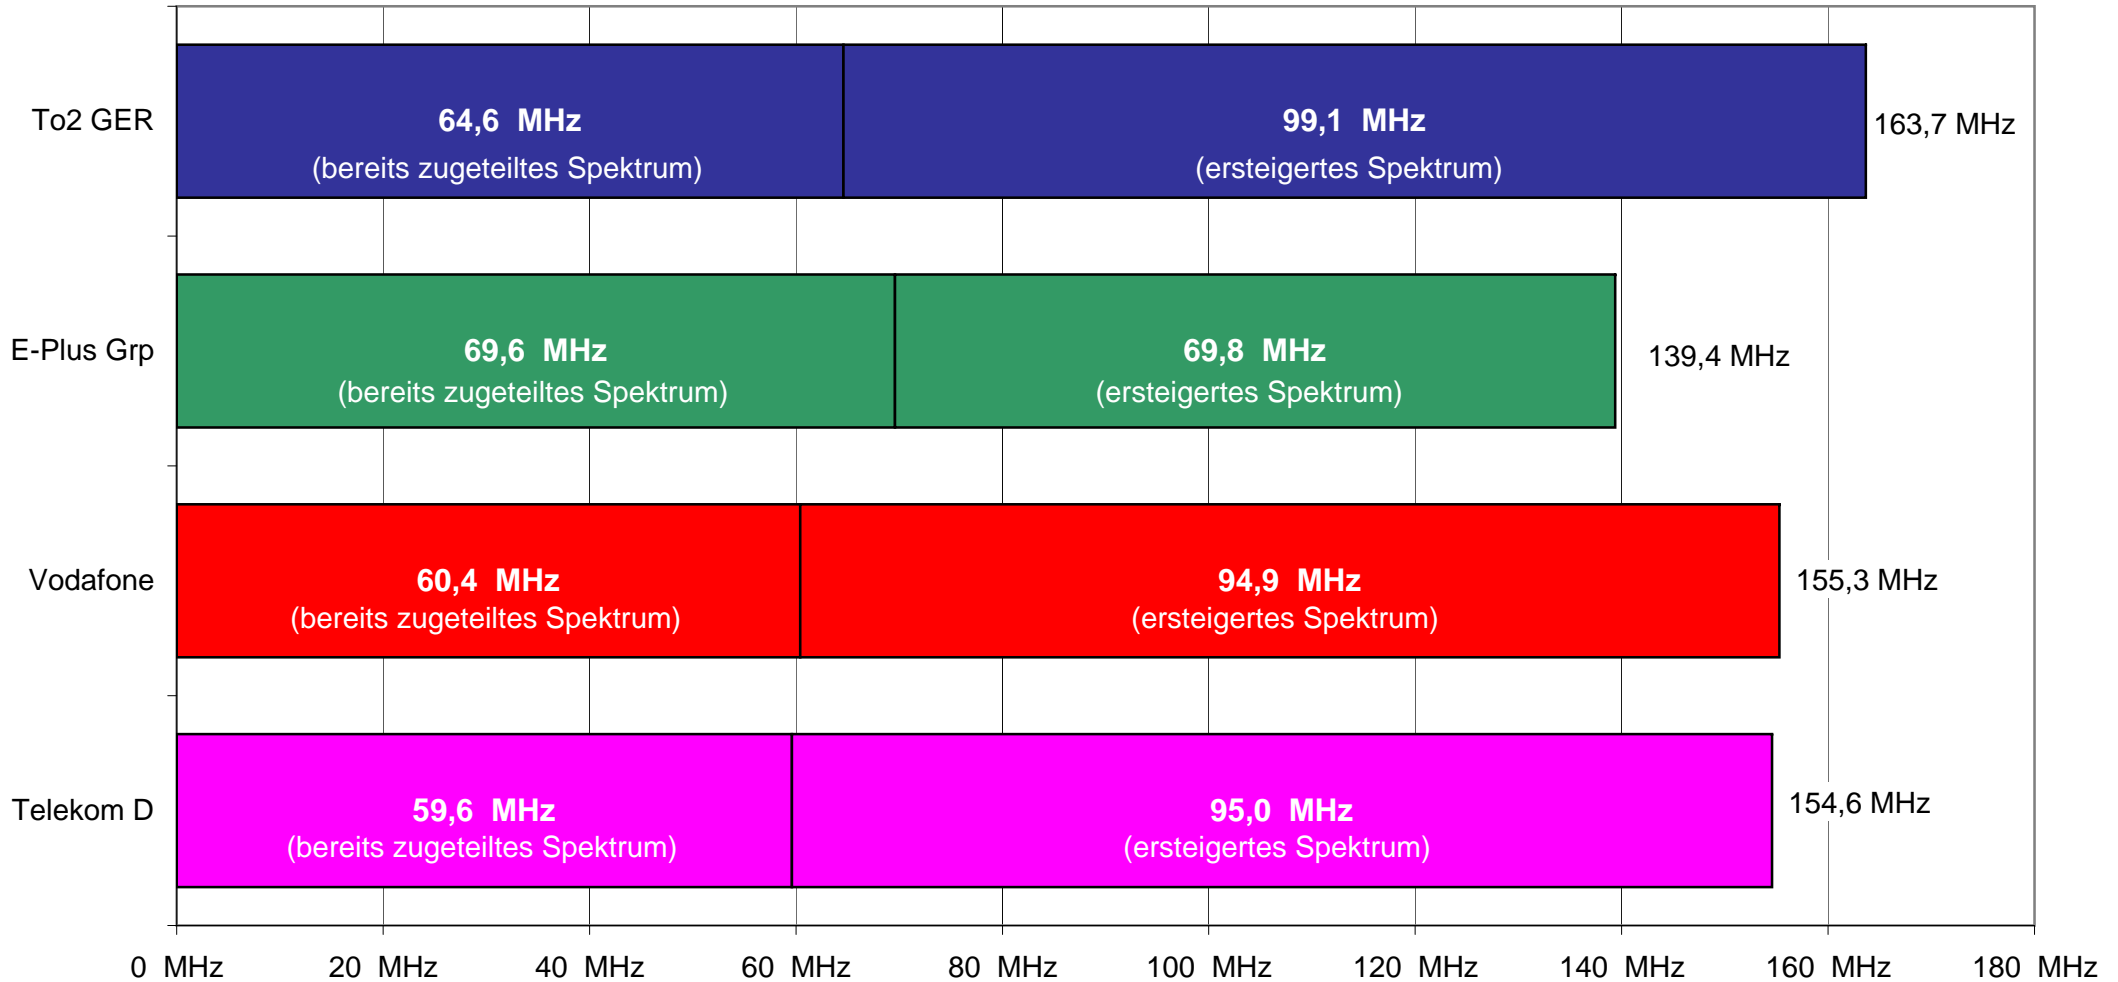 To2 GER
64,6 MHz
(bereits zugeteiltes Spektrum)
99,1 MHz
(ersteigertes Spektrum)
163,7 MHz
E-Plus Grp
69,6 MHz
(bereits zugeteiltes Spektrum)
69,8 MHz
(ersteigertes Spektrum)
139,4 MHz
Vodafone
60,4 MHz
(bereits zugeteiltes Spektrum)
94,9 MHz
(ersteigertes Spektrum)
155,3 MHz
Telekom D
59,6 MHz
(bereits zugeteiltes Spektrum)
95,0 MHz
(ersteigertes Spektrum)
154,6 MHz
0 MHz 20 MHz 40 MHz 60 MHz 80 MHz 100 MHz 120 MHz 140 MHz 160 MHz 180 MHz